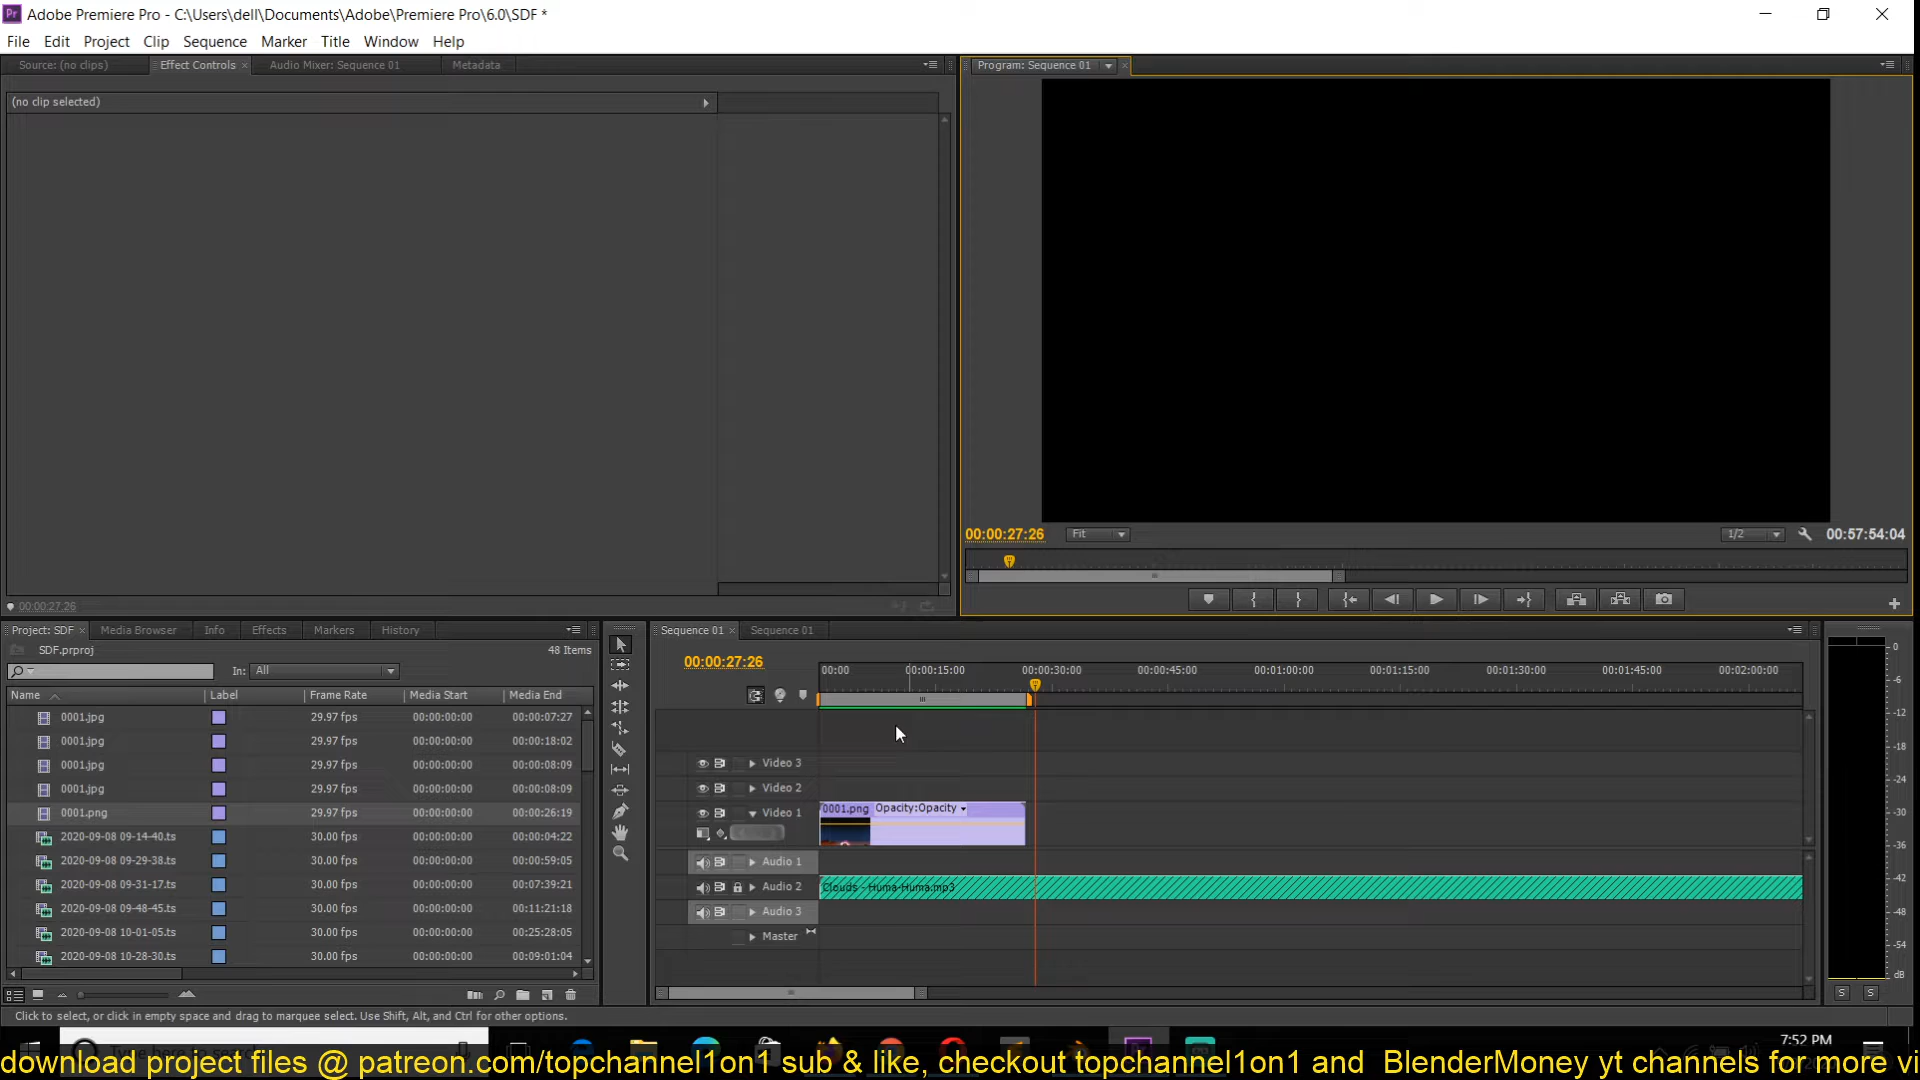 Adobe Premiere Pro - C:\Users\dell\Documents\Adobe\Premiere Pro\6.0\SDF *
File Edit Project Clip Sequence Marker Title Window Help
Source: (no clips) Effect Controls Audio Mixer: Sequence 01 Metadata
Program: Sequence 01
(no clip selected)
00:00:27:26 Fit 1/2 00:57:54:04
00:00:27:26
Project: SDF Media Browser Info Effects Markers History
Sequence 01 Sequence 01
SDF.prproj 48 Items
00:00:27:26
In: All
00:00 00:00:15:00 00:00:30:00 00:00:45:00 00:01:00:00 00:01:15:00 00:01:30:00 00:01:45:00 00:02:00:00
Name Label Frame Rate Media Start Media End
0001.jpg 29.97 fps 00:00:00:00 00:00:07:27
0001.jpg 29.97 fps 00:00:00:00 00:00:18:02
0001.jpg 29.97 fps 00:00:00:00 00:00:08:09
0001.jpg 29.97 fps 00:00:00:00 00:00:08:09
0001.png 29.97 fps 00:00:00:00 00:00:26:19
2020-09-08 09-14-40.ts 30.00 fps 00:00:00:00 00:00:04:22
2020-09-08 09-29-38.ts 30.00 fps 00:00:00:00 00:00:59:05
2020-09-08 09-31-17.ts 30.00 fps 00:00:00:00 00:07:39:21
2020-09-08 09-48-45.ts 30.00 fps 00:00:00:00 00:11:21:18
2020-09-08 10-01-05.ts 30.00 fps 00:00:00:00 00:25:28:05
2020-09-08 10-28-30.ts 30.00 fps 00:00:00:00 00:09:01:04
Video 3
Video 2
Video 1 0001.png Opacity:Opacity
Audio 1
Audio 2 Clouds - Huma-Huma.mp3
Audio 3
Master
0
-6
-12
-18
-24
-30
-36
-42
-48
-54
dB
S S
Click to select, or click in empty space and drag to marquee select. Use Shift, Alt, and Ctrl for other options.
7:52 PM
download project files @ patreon.com/topchannel1on1 sub & like, checkout topchannel1on1 and BlenderMoney yt channels for more vi